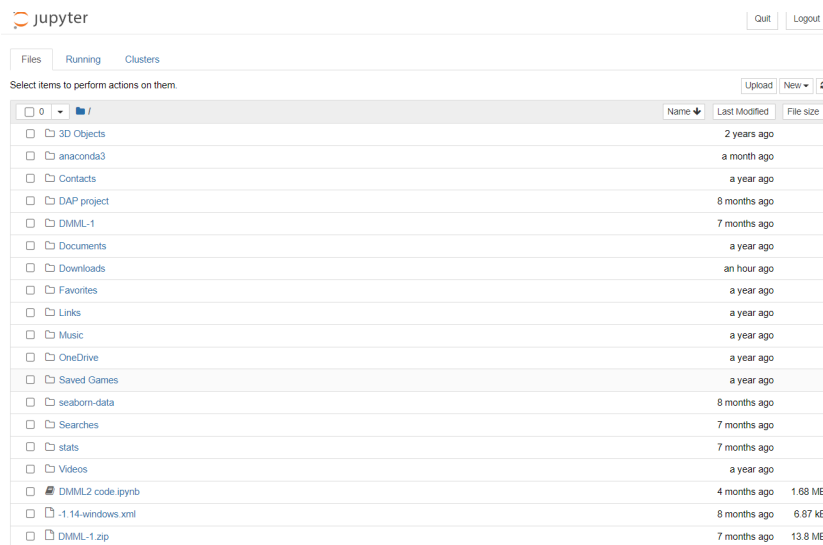 jupyter Quit Logout
Files Running Clusters
Select items to perform actions on them. Upload New
0 / Name Last Modified File size
3D Objects 2 years ago
anaconda3 a month ago
Contacts a year ago
DAP project 8 months ago
DMML-1 7 months ago
Documents a year ago
Downloads an hour ago
Favorites a year ago
Links a year ago
Music a year ago
OneDrive a year ago
Saved Games a year ago
seaborn-data 8 months ago
Searches 7 months ago
stats 7 months ago
Videos a year ago
DMML2 code.ipynb 4 months ago 1.68 MB
-1.14-windows.xml 8 months ago 6.87 kB
DMML-1.zip 7 months ago 13.8 MB